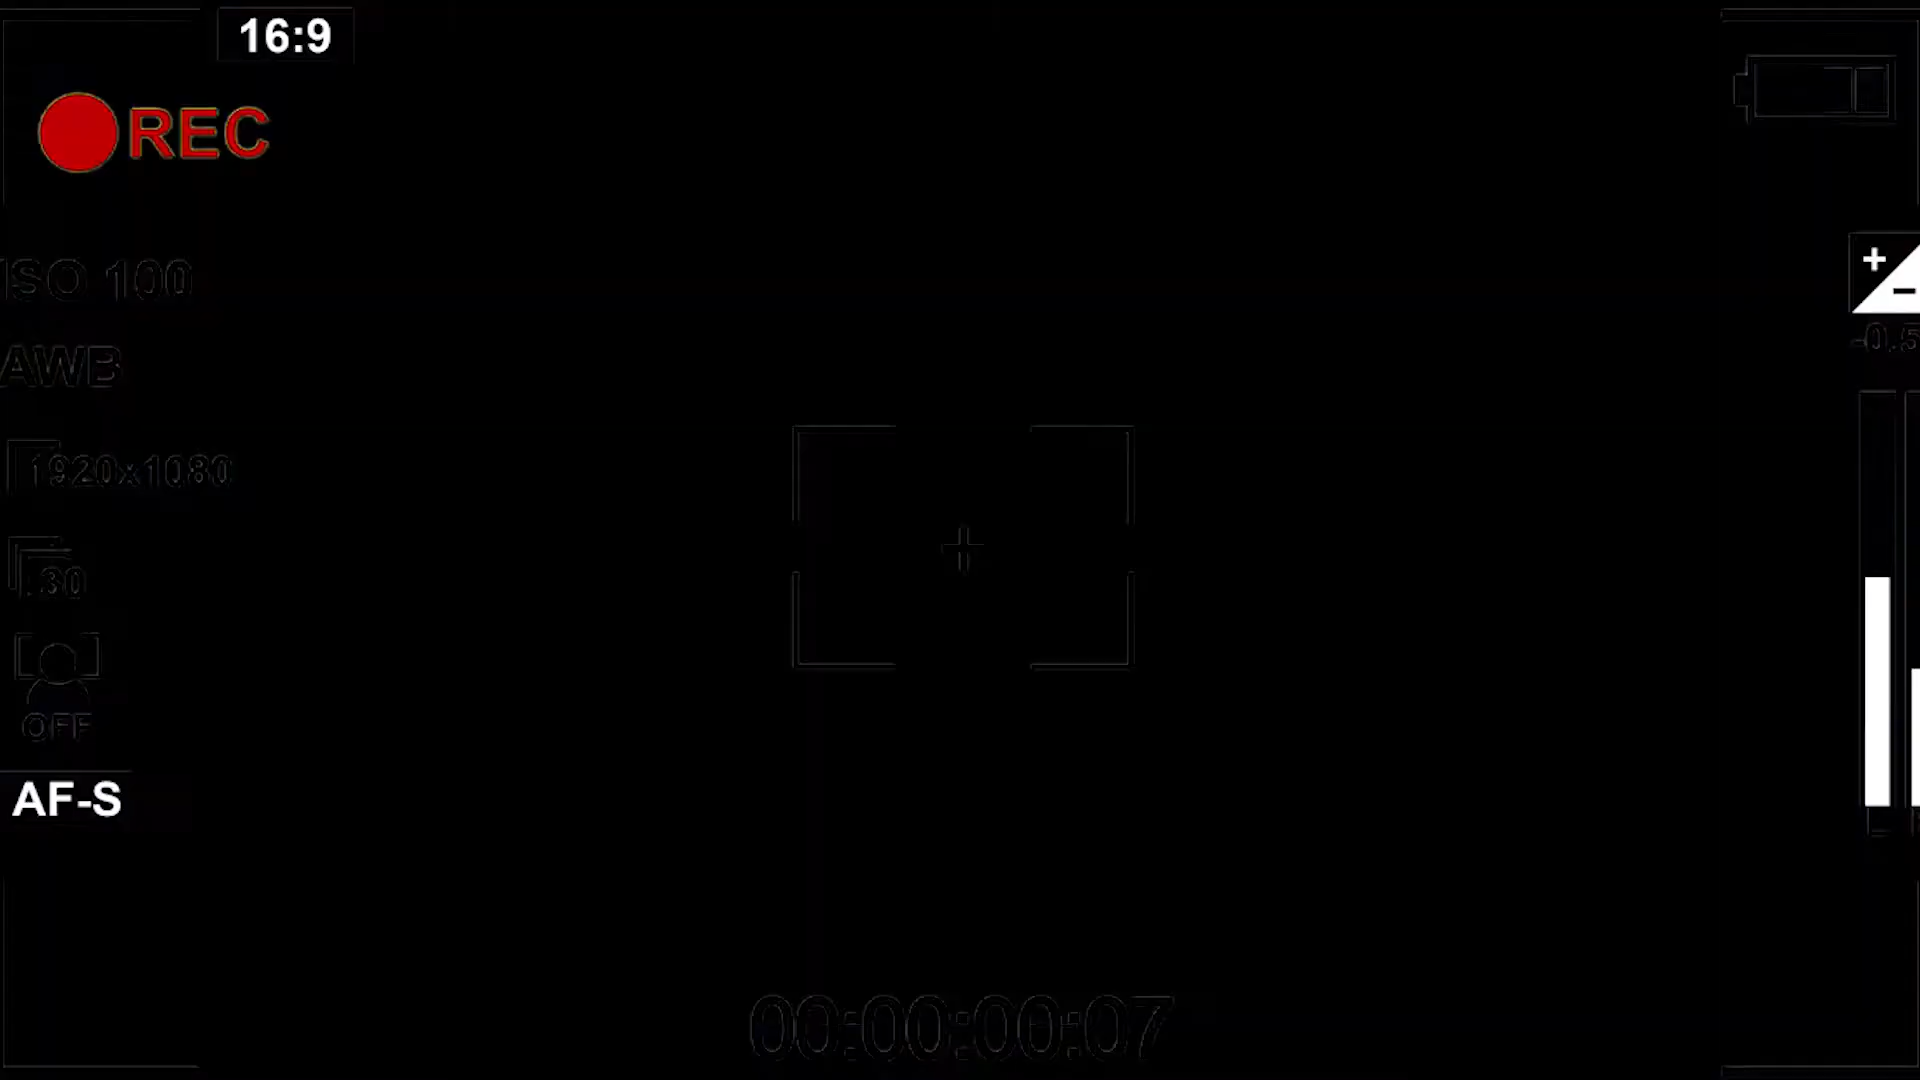 16:9
REC
ISO 100
AWB
+
-
-0.5
1920x1080
30
OFF
AF-S
00:00:00:07